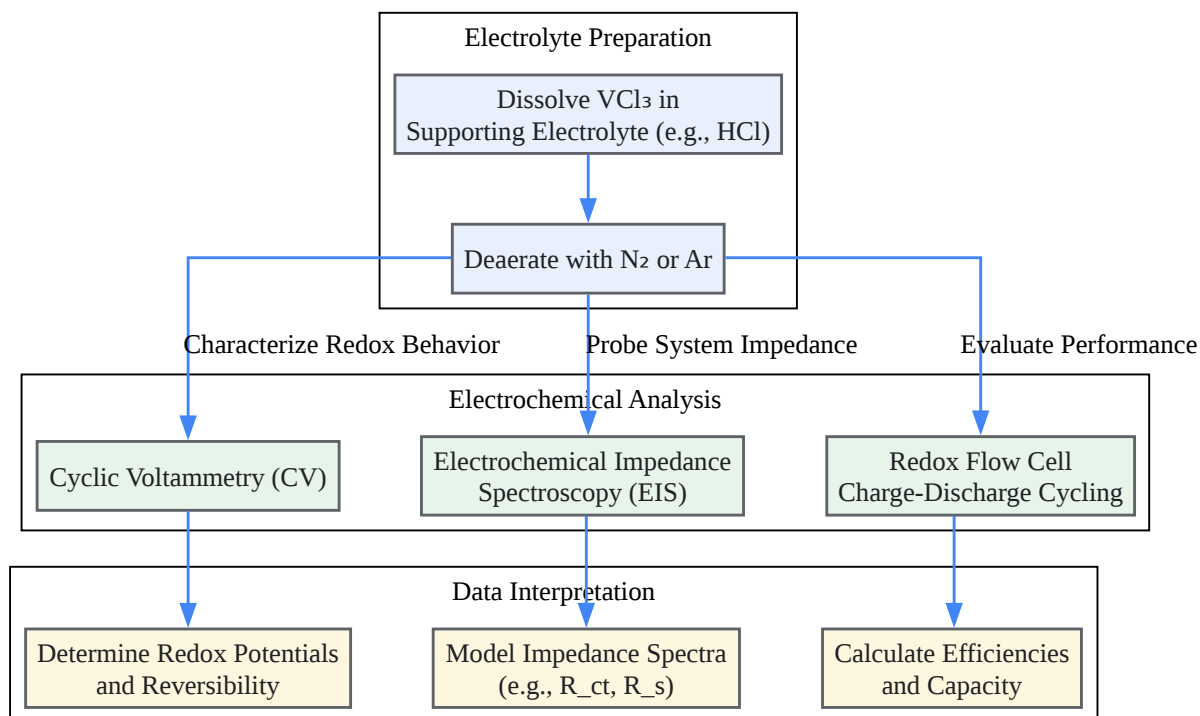 Electrolyte Preparation
Dissolve VCl₃ in
Supporting Electrolyte (e.g., HCl)
Deaerate with N₂ or Ar
Characterize Redox Behavior
Probe System Impedance
Evaluate Performance
Electrochemical Analysis
Cyclic Voltammetry (CV)
Electrochemical Impedance
Spectroscopy (EIS)
Redox Flow Cell
Charge-Discharge Cycling
Data Interpretation
Determine Redox Potentials
and Reversibility
Model Impedance Spectra
(e.g., R_ct, R_s)
Calculate Efficiencies
and Capacity